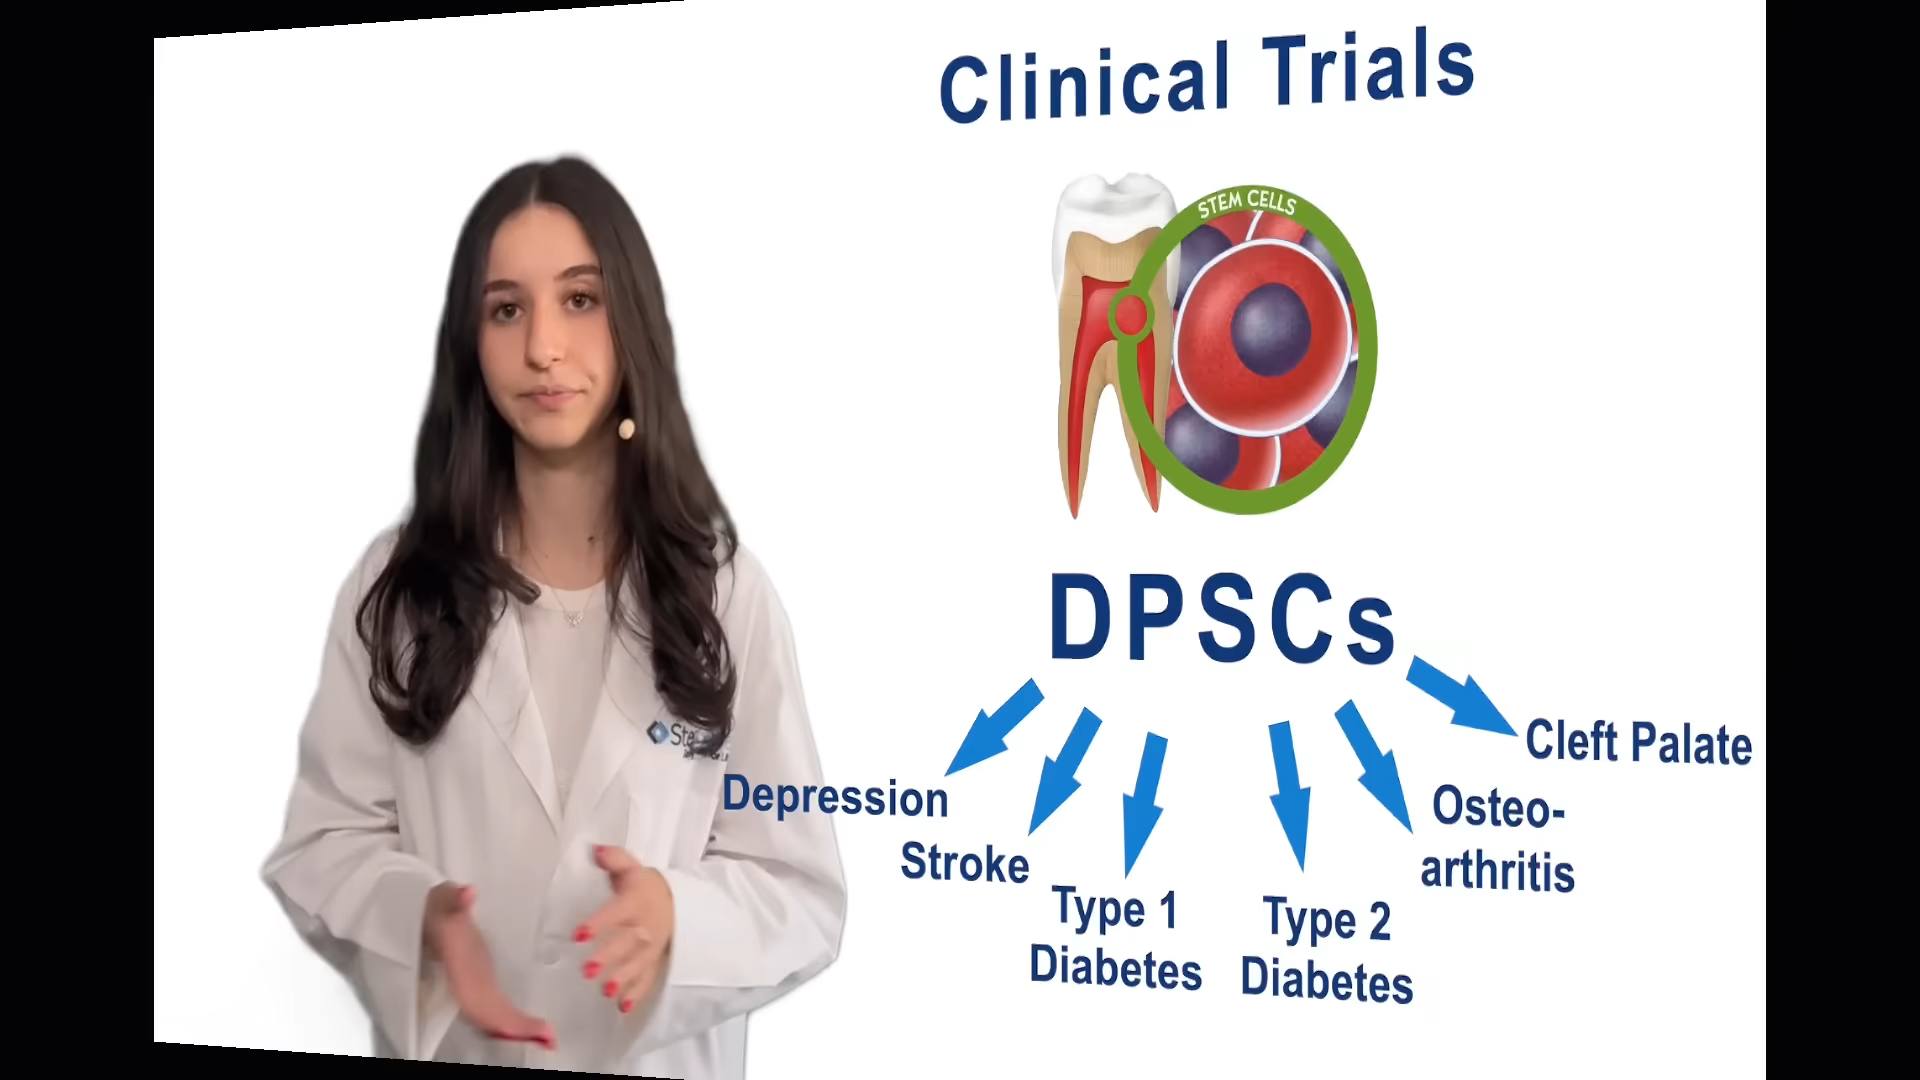 Clinical Trials
STEM CELLS
DPSCs
Cleft Palate
Depression
Osteo-
arthritis
Stroke
Type 1
Diabetes
Type 2
Diabetes